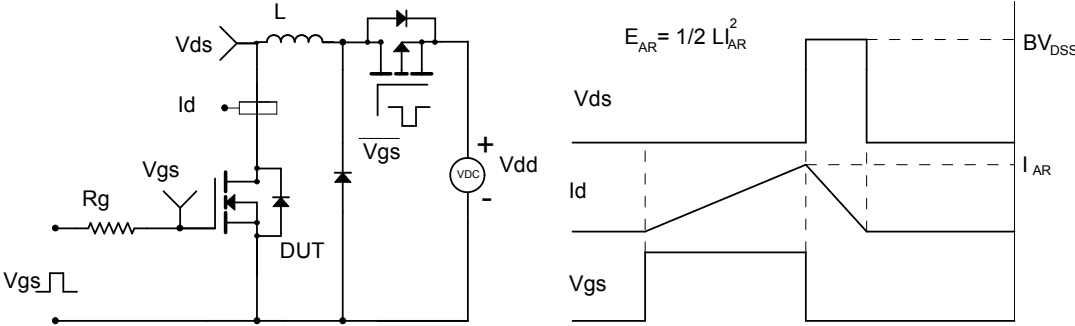 L
Vds
Id
Vgs
Vgs
+
VDC
Vdd
-
Rg
DUT
Vgs
E_AR = 1/2 LI_AR^2
BV_DSS
Vds
I_AR
Id
Vgs